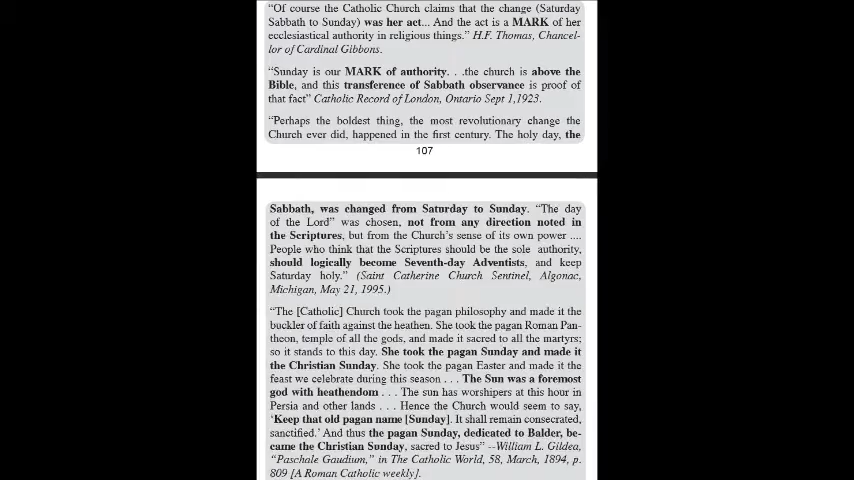 “Of course the Catholic Church claims that the change (Saturday
Sabbath to Sunday) was her act... And the act is a MARK of her
ecclesiastical authority in religious things.” H.F. Thomas, Chancel-
lor of Cardinal Gibbons.
“Sunday is our MARK of authority. . .the church is above the
Bible, and this transference of Sabbath observance is proof of
that fact” Catholic Record of London, Ontario Sept 1,1923.
“Perhaps the boldest thing, the most revolutionary change the
Church ever did, happened in the first century. The holy day, the
107
Sabbath, was changed from Saturday to Sunday. “The day
of the Lord” was chosen, not from any direction noted in
the Scriptures, but from the Church’s sense of its own power ....
People who think that the Scriptures should be the sole authority,
should logically become Seventh-day Adventists, and keep
Saturday holy.” (Saint Catherine Church Sentinel, Algonac,
Michigan, May 21, 1995.)
“The [Catholic] Church took the pagan philosophy and made it the
buckler of faith against the heathen. She took the pagan Roman Pan-
theon, temple of all the gods, and made it sacred to all the martyrs;
so it stands to this day. She took the pagan Sunday and made it
the Christian Sunday. She took the pagan Easter and made it the
feast we celebrate during this season . . . The Sun was a foremost
god with heathendom . . . The sun has worshipers at this hour in
Persia and other lands . . . Hence the Church would seem to say,
‘Keep that old pagan name [Sunday]. It shall remain consecrated,
sanctified.’ And thus the pagan Sunday, dedicated to Balder, be-
came the Christian Sunday, sacred to Jesus” --William L. Gildea,
“Paschale Gaudium,” in The Catholic World, 58, March, 1894, p.
809 [A Roman Catholic weekly].